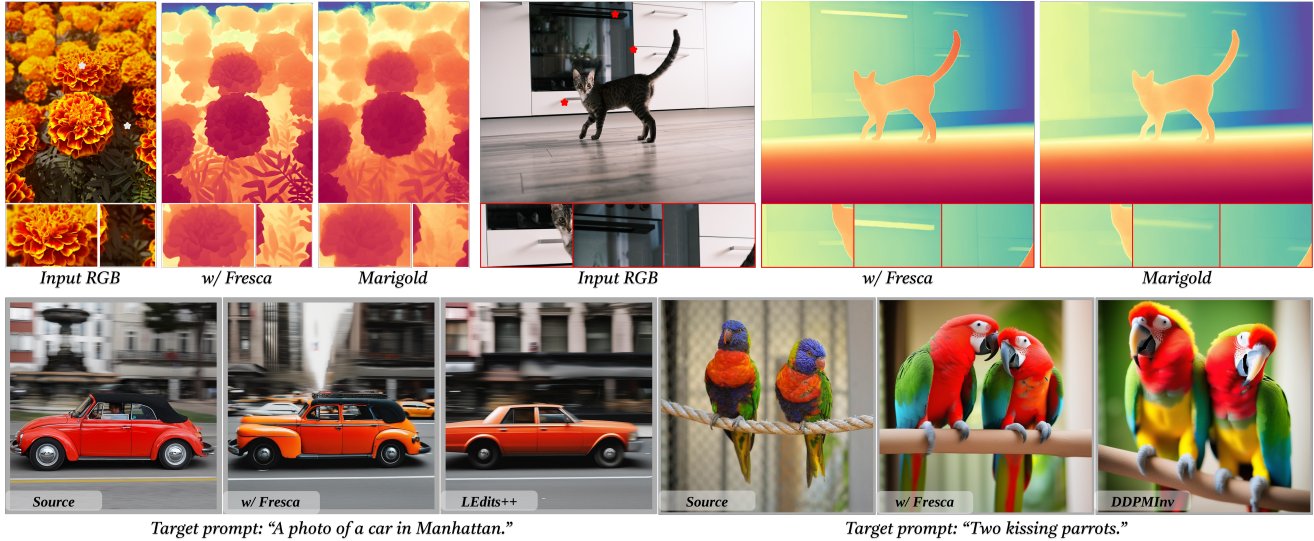 Input RGB
w/ Fresca
Marigold
Input RGB
w/ Fresca
Marigold
Source
w/ Fresca
LEdits++
Source
w/ Fresca
DDPMInv
Target prompt: “A photo of a car in Manhattan.”
Target prompt: “Two kissing parrots.”